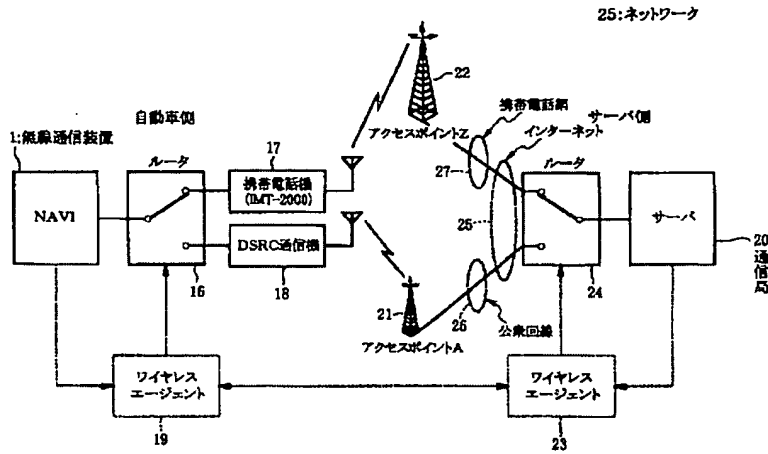 25:ネットワーク
22
自動車側
1:無線通信装置
ルータ
17
携帯電話機
(IMT-2000)
NAVI
DSRC通信機
16
18
アクセスポイントZ
携帯電話網
サーバ側
インターネット
ルータ
27
25
サーバ
20
通信局
24
21
26
公衆回線
アクセスポイントA
ワイヤレス
エージェント
19
ワイヤレス
エージェント
23